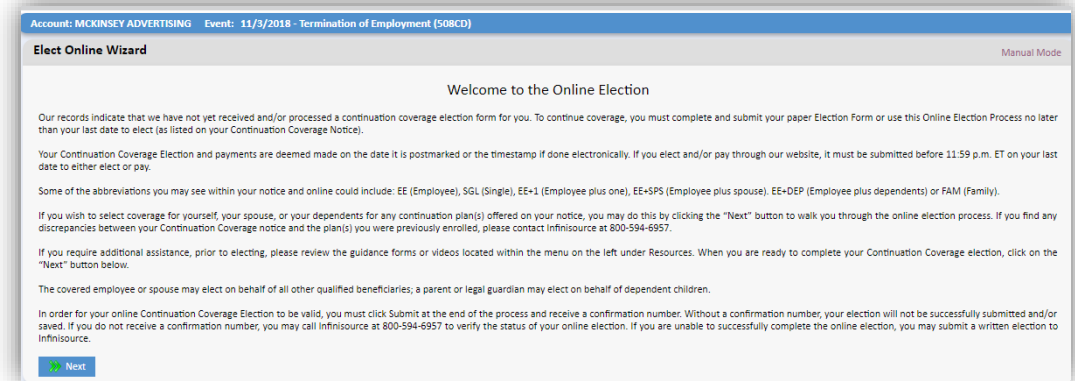 Account: MCKINSEY ADVERTISING Event: 11/3/2018 - Termination of Employment (508CD)
Elect Online Wizard
Manual Mode
Welcome to the Online Election
Our records indicate that we have not yet received and/or processed a continuation coverage election form for you. To continue coverage, you must complete and submit your paper Election Form or use this Online Election Process no later
than your last date to elect (as listed on your Continuation Coverage Notice).
Your Continuation Coverage Election and payments are deemed made on the date it is postmarked or the timestamp if done electronically. If you elect and/or pay through our website, it must be submitted before 11:59 p.m. ET on your last
date to either elect or pay.
Some of the abbreviations you may see within your notice and online could include: EE (Employee), SGL (Single), EE+1 (Employee plus one), EE+SPS (Employee plus spouse). EE+DEP (Employee plus dependents) or FAM (Family).
If you wish to select coverage for yourself, your spouse, or your dependents for any continuation plan(s) offered on your notice, you may do this by clicking the “Next” button to walk you through the online election process. If you find any
discrepancies between your Continuation Coverage notice and the plan(s) you were previously enrolled, please contact Infinisource at 800-594-6957.
If you require additional assistance, prior to electing, please review the guidance forms or videos located within the menu on the left under Resources. When you are ready to complete your Continuation Coverage election, click on the
“Next” button below.
The covered employee or spouse may elect on behalf of all other qualified beneficiaries; a parent or legal guardian may elect on behalf of dependent children.
In order for your online Continuation Coverage Election to be valid, you must click Submit at the end of the process and receive a confirmation number. Without a confirmation number, your election will not be successfully submitted and/or
saved. If you do not receive a confirmation number, you may call Infinisource at 800-594-6957 to verify the status of your online election. If you are unable to successfully complete the online election, you may submit a written election to
Infinisource.
Next